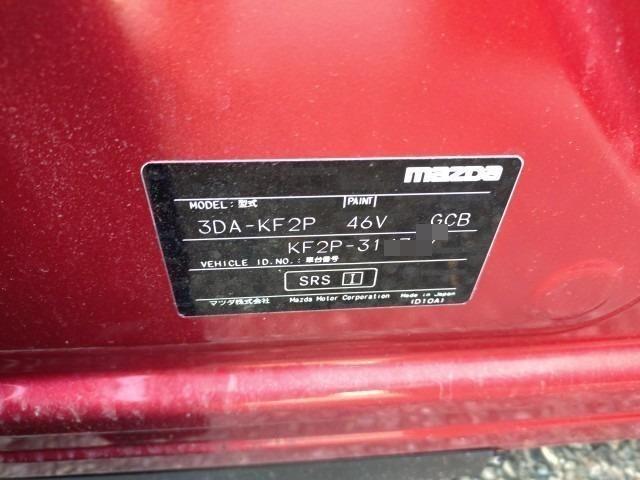 mazda
MODEL: 型式 PAINT
3DA-KF2P 46V GCB
KF2P-31
VEHICLE ID.NO.: 車台番号
SRS I
マツダ株式会社 Mazda Motor Corporation Made in Japan
(D10A)